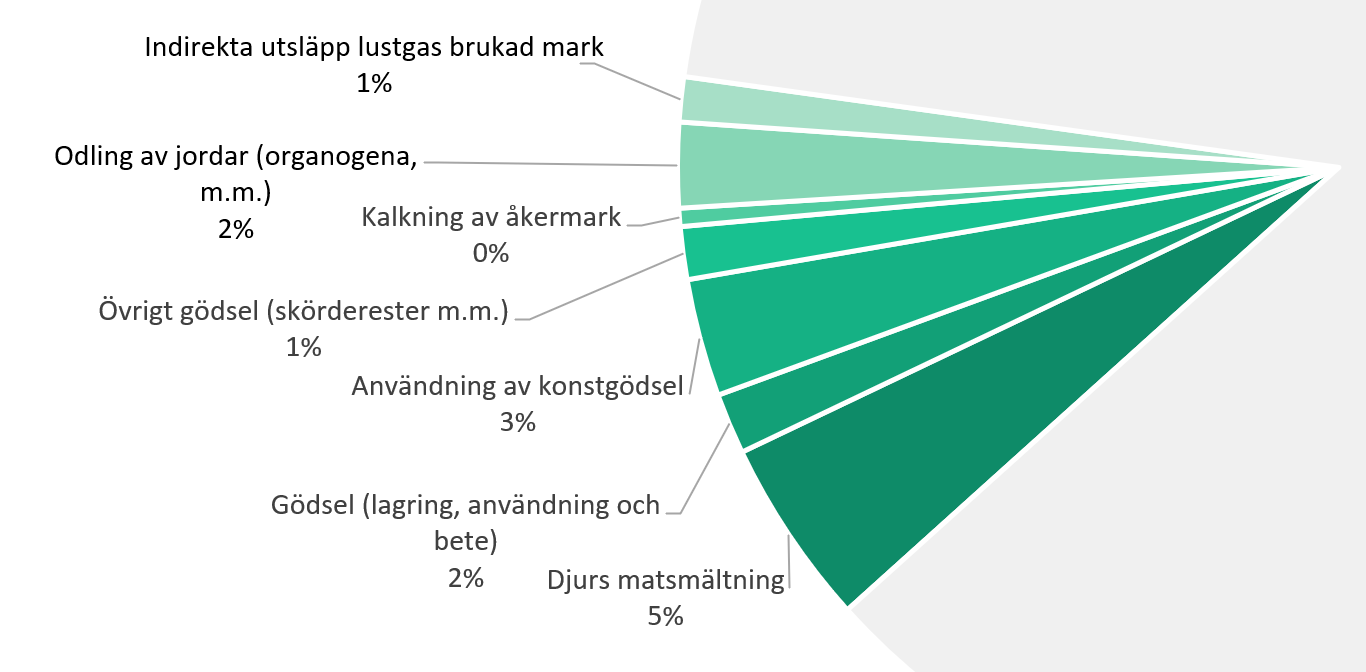 Indirekta utsläpp lustgas brukad mark
1%
Odling av jordar (organogena,
m.m.)
2%
Kalkning av åkermark
0%
Övrigt gödsel (skörderester m.m.)
1%
Användning av konstgödsel
3%
Gödsel (lagring, användning och
bete)
2%
Djurs matsmältning
5%